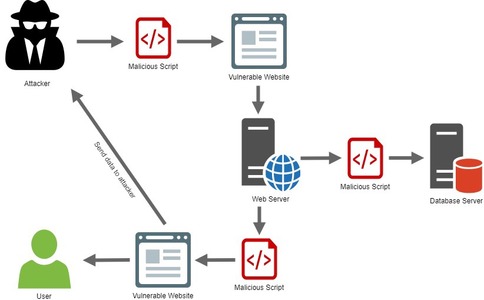 Malicious Script
Vulnerable Website
Attacker
Send data to attacker
Malicious Script
Web Server
Database Server
User
Vulnerable Website
Malicious Script